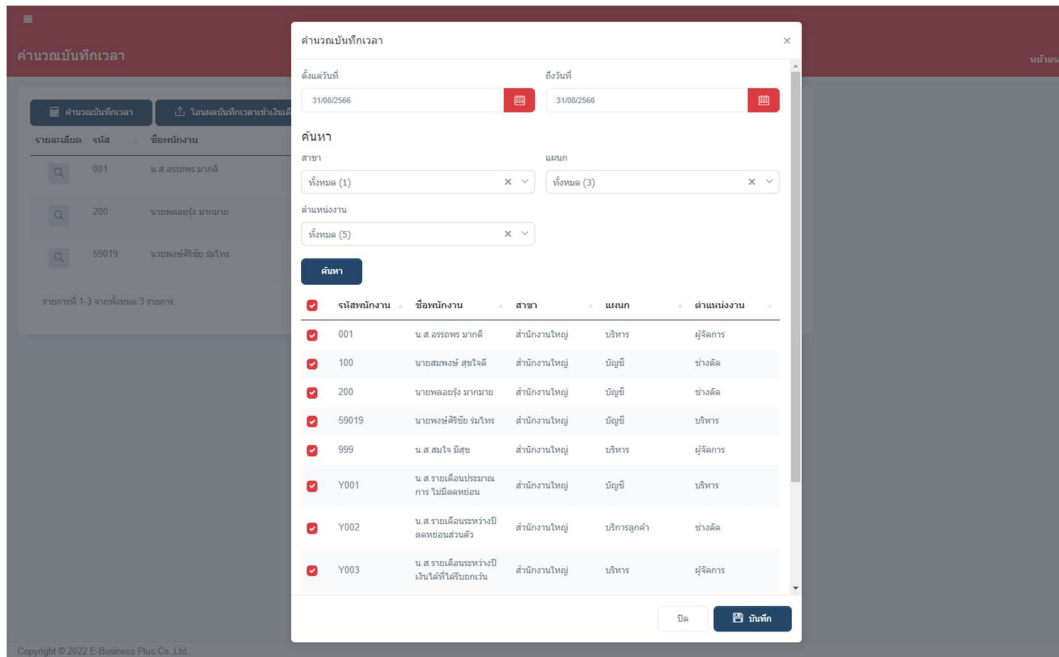 คำนวณบันทึกเวลา
หน้าแรก
คำนวณบันทึกเวลา
โอนผลบันทึกเวลาเข้าเงินเดือ
รายละเอียด รหัส ชื่อพนักงาน
001 น.ส.อรรถพร มากดี
200 นายพลอยรุ้ง มากมาย
59019 นายพงษ์ศิริชัย ร่มไทร
รายการที่ 1-3 จากทั้งหมด 3 รายการ
Copyright © 2022 E-Business Plus Co.,Ltd.
คำนวณบันทึกเวลา ×
ตั้งแต่วันที่ ถึงวันที่
31/08/2566 31/08/2566
ค้นหา
สาขา แผนก
ทั้งหมด (1) ทั้งหมด (3)
ตำแหน่งงาน
ทั้งหมด (5)
ค้นหา
รหัสพนักงาน ชื่อพนักงาน สาขา แผนก ตำแหน่งงาน
001 น.ส.อรรถพร มากดี สำนักงานใหญ่ บริหาร ผู้จัดการ
100 นายสมพงษ์ สุขใจดี สำนักงานใหญ่ บัญชี ช่างตัด
200 นายพลอยรุ้ง มากมาย สำนักงานใหญ่ บัญชี ช่างตัด
59019 นายพงษ์ศิริชัย ร่มไทร สำนักงานใหญ่ บัญชี บริหาร
999 น.ส.สมใจ มีสุข สำนักงานใหญ่ บริหาร ผู้จัดการ
Y001 น.ส.รายเดือนประมาณ
การ ไม่มีลดหย่อน สำนักงานใหญ่ บัญชี บริหาร
Y002 น.ส.รายเดือนระหว่างปี
ลดหย่อนส่วนตัว สำนักงานใหญ่ บริการลูกค้า ช่างตัด
Y003 น.ส.รายเดือนระหว่างปี
เงินได้ที่ได้รับยกเว้น สำนักงานใหญ่ บริหาร ผู้จัดการ
ปิด บันทึก